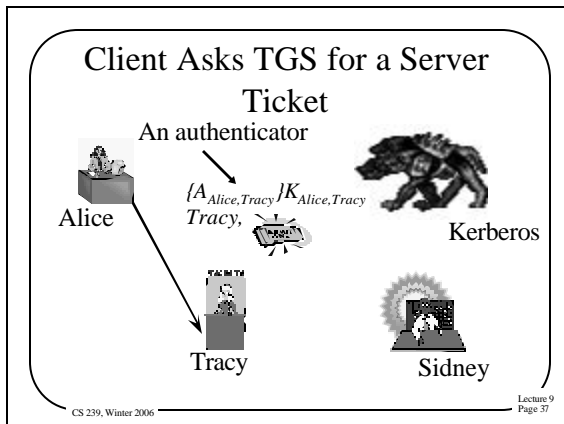 Client Asks TGS for a Server
Ticket
An authenticator
{A_Alice,Tracy}K_Alice,Tracy
Tracy,
Alice
Kerberos
Tracy
Sidney
CS 239, Winter 2006
Lecture 9
Page 37